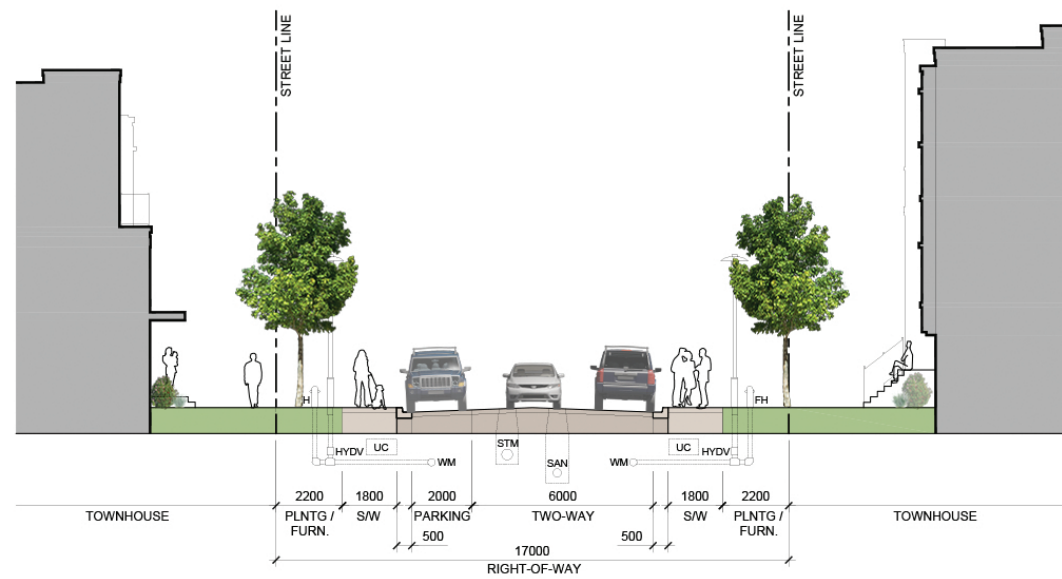 STREET LINE
STREET LINE
H
FH
HYDV
UC
WM
STM
SAN
WM
UC
HYDV
2200
1800
2000
6000
1800
2200
TOWNHOUSE
PLNTG /
FURN.
S/W
PARKING
TWO-WAY
S/W
PLNTG /
FURN.
TOWNHOUSE
500
500
17000
RIGHT-OF-WAY